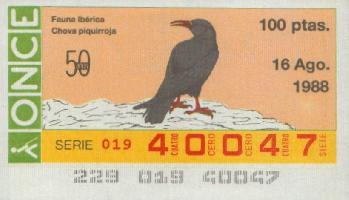 ONCE
Fauna Ibérica
Chova piquirroja
50
100 ptas.
16 Ago.
1988
SERIE 019
4 CUATRO 0 CERO 0 CERO 4 CUATRO 7 SIETE
229 019 40047